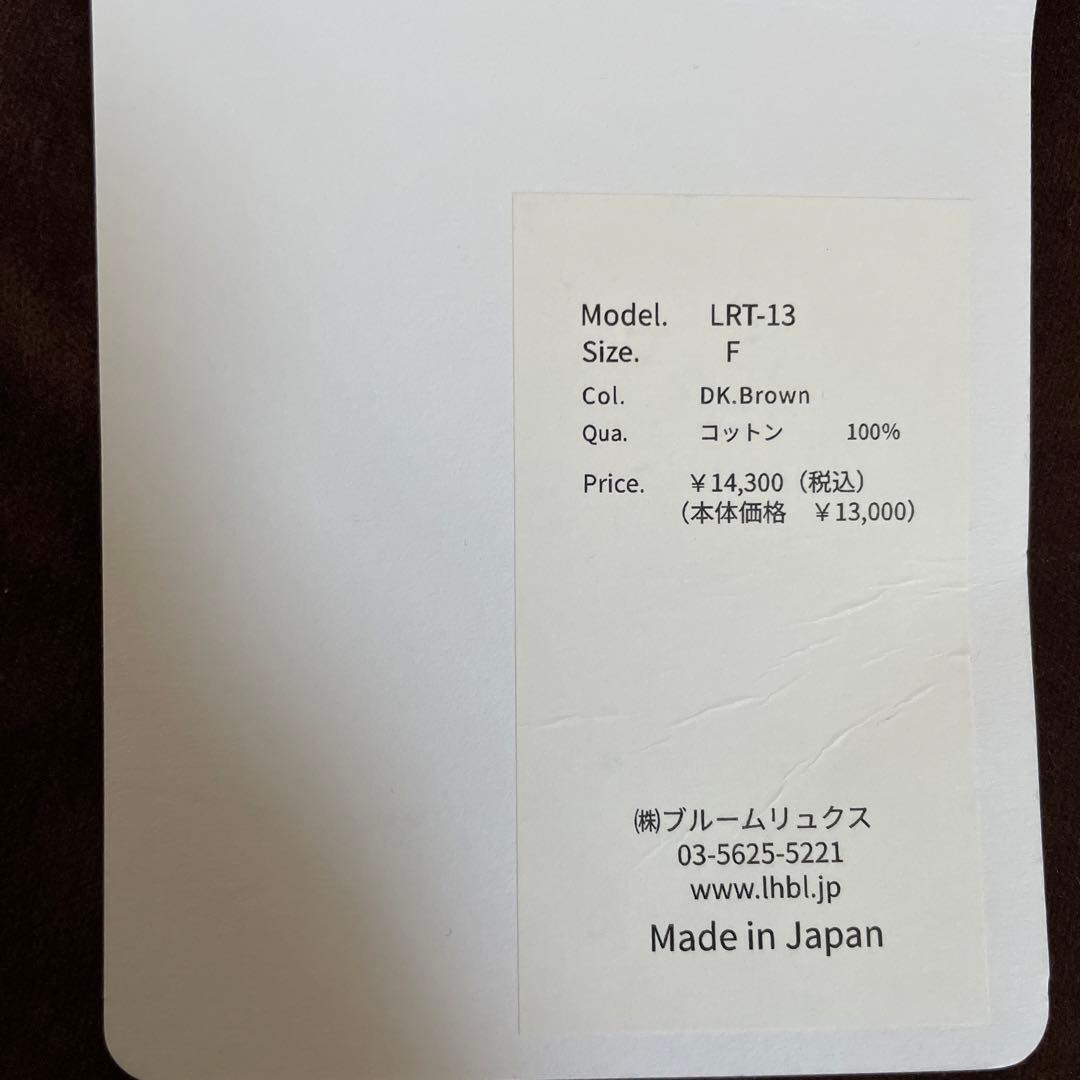 Model. LRT-13
Size. F
Col. DK.Brown
Qua. コットン 100%
Price. ￥14,300（税込）
（本体価格　￥13,000）
㈱ブルームリュクス
03-5625-5221
www.lhbl.jp
Made in Japan